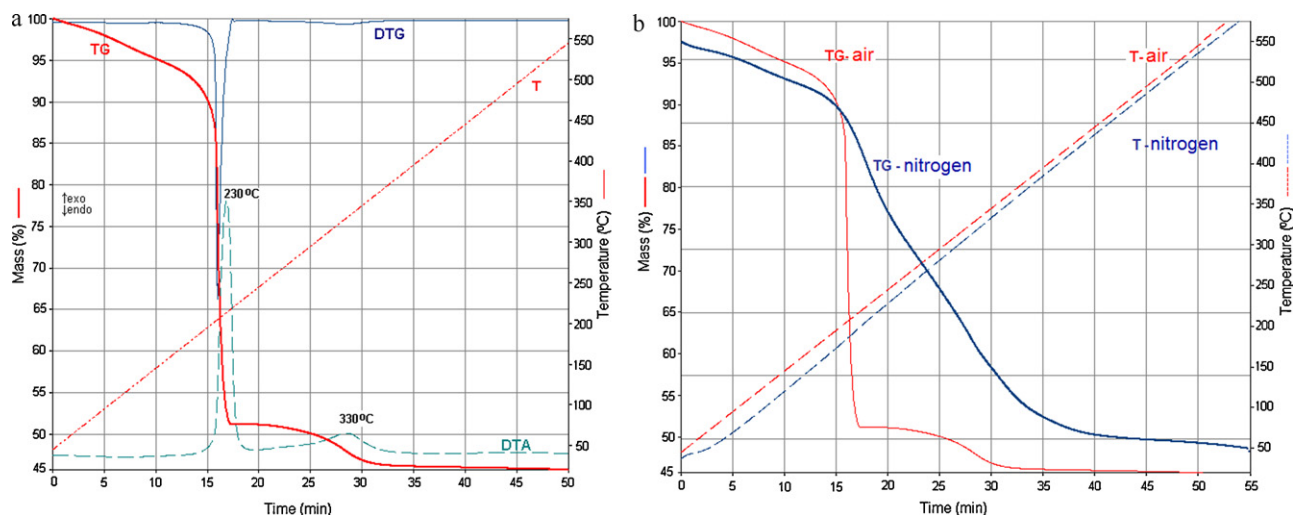 a
100
95
90
85
80
75
70
65
60
55
50
45
Mass (%)
TG
DTG
T
↑exo
↓endo
230ºC
330ºC
DTA
550
500
450
400
350
300
250
200
150
100
50
Temperature (ºC)
0 5 10 15 20 25 30 35 40 45 50
Time (min)
b
100
95
90
85
80
75
70
65
60
55
50
45
Mass (%)
TG- air
T- air
TG - nitrogen
T - nitrogen
550
500
450
400
350
300
250
200
150
100
50
Temperature (ºC)
0 5 10 15 20 25 30 35 40 45 50 55
Time (min)